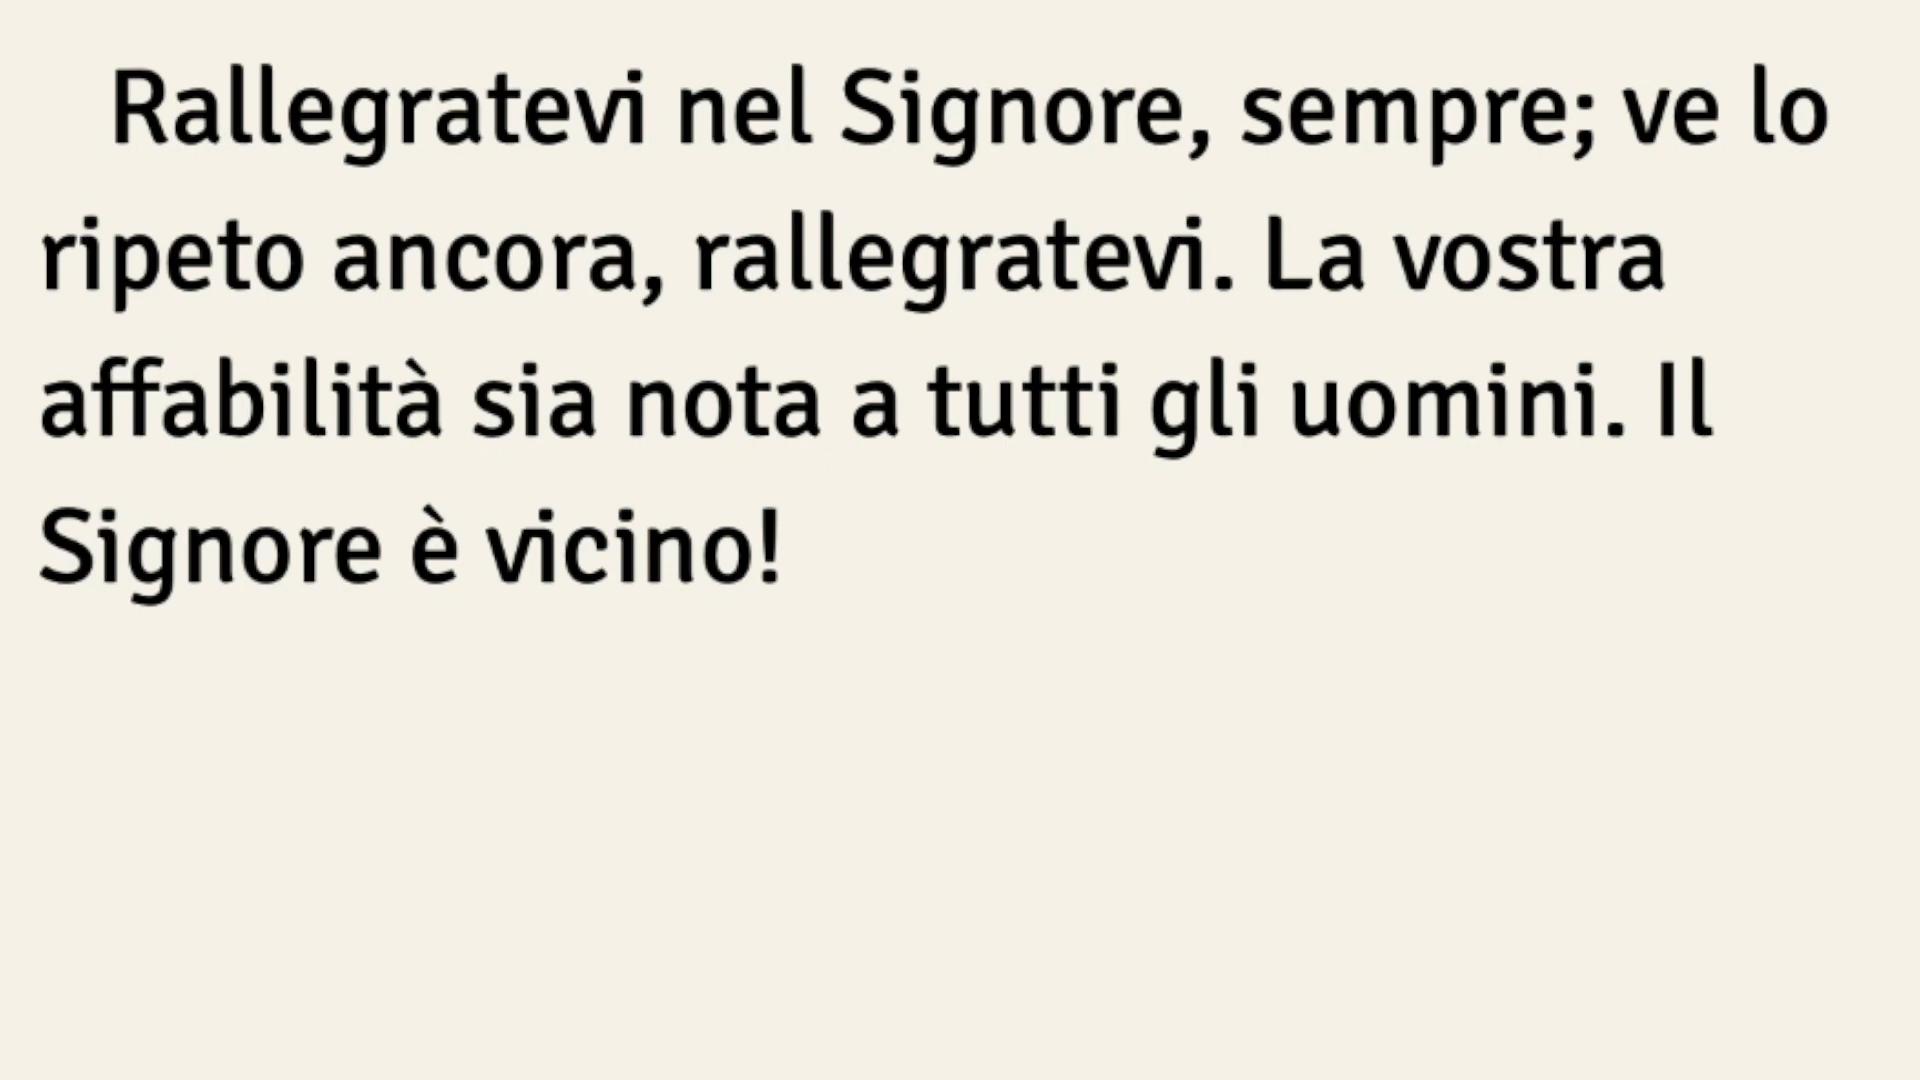 Rallegratevi nel Signore, sempre; ve lo
ripeto ancora, rallegratevi. La vostra
affabilità sia nota a tutti gli uomini. Il
Signore è vicino!